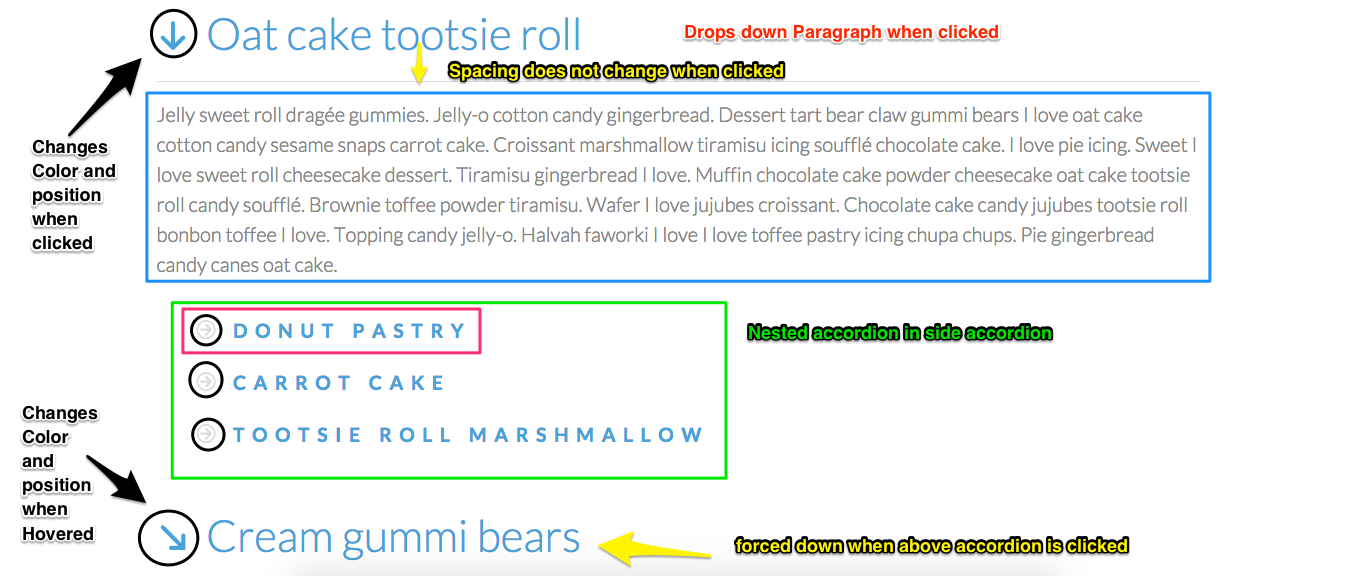 Oat cake tootsie roll
Drops down Paragraph when clicked
Spacing does not change when clicked
Changes
Color and
position
when
clicked
Jelly sweet roll dragée gummies. Jelly-o cotton candy gingerbread. Dessert tart bear claw gummi bears I love oat cake
cotton candy sesame snaps carrot cake. Croissant marshmallow tiramisu icing soufflé chocolate cake. I love pie icing. Sweet I
love sweet roll cheesecake dessert. Tiramisu gingerbread I love. Muffin chocolate cake powder cheesecake oat cake tootsie
roll candy soufflé. Brownie toffee powder tiramisu. Wafer I love jujubes croissant. Chocolate cake candy jujubes tootsie roll
bonbon toffee I love. Topping candy jelly-o. Halvah faworki I love I love toffee pastry icing chupa chups. Pie gingerbread
candy canes oat cake.
DONUT PASTRY
Nested accordion in side accordion
CARROT CAKE
TOOTSIE ROLL MARSHMALLOW
Changes
Color
and
position
when
Hovered
Cream gummi bears
forced down when above accordion is clicked